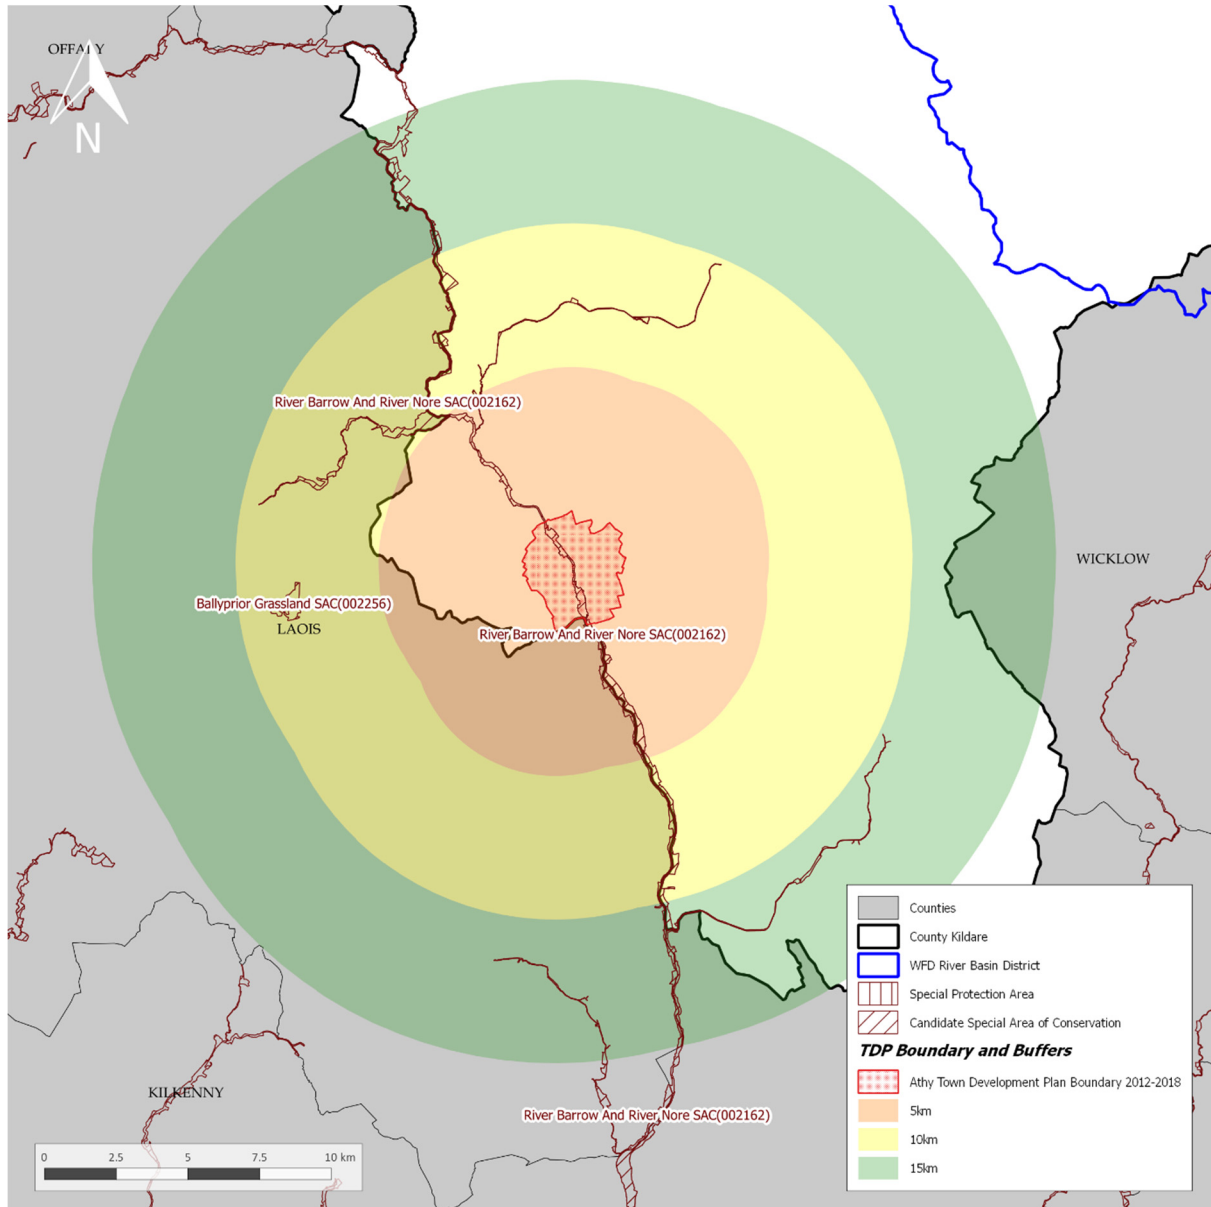 OFFALY
N
River Barrow And River Nore SAC(002162)
WICKLOW
Ballyprior Grassland SAC(002256)
LAOIS
River Barrow And River Nore SAC(002162)
KILKENNY
River Barrow And River Nore SAC(002162)
0 2.5 5 7.5 10 km
Counties
County Kildare
WFD River Basin District
Special Protection Area
Candidate Special Area of Conservation
TDP Boundary and Buffers
Athy Town Development Plan Boundary 2012-2018
5km
10km
15km